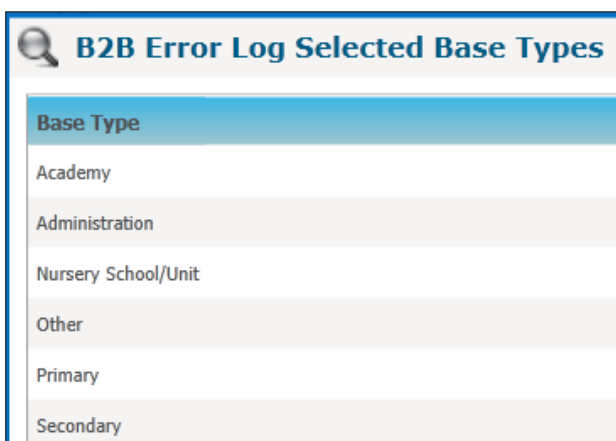 B2B Error Log Selected Base Types
Base Type
Academy
Administration
Nursery School/Unit
Other
Primary
Secondary